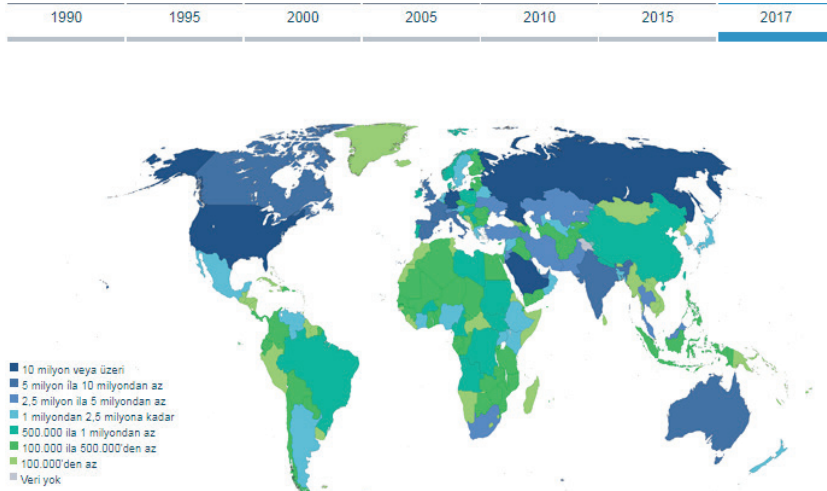 1990 1995 2000 2005 2010 2015 2017
10 milyon veya üzeri
5 milyon ila 10 milyondan az
2,5 milyon ila 5 milyondan az
1 milyondan 2,5 milyona kadar
500.000 ila 1 milyondan az
100.000 ila 500.000'den az
100.000'den az
Veri yok